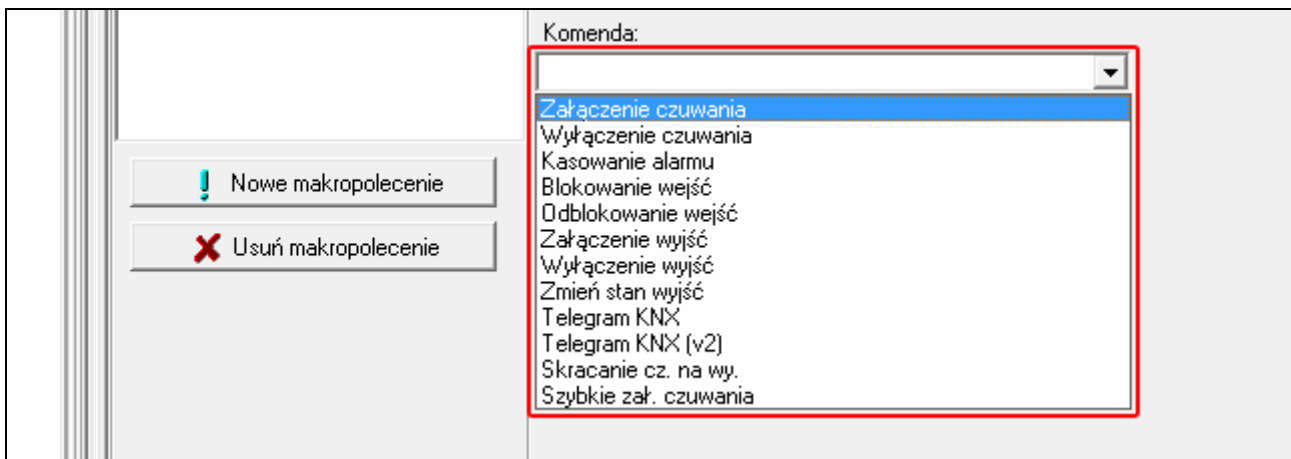 Komenda:
Załączenie czuwania
Wyłączenie czuwania
Kasowanie alarmu
Blokowanie wejść
Odblokowanie wejść
Załączenie wyjść
Wyłączenie wyjść
Zmień stan wyjść
Telegram KNX
Telegram KNX (v2)
Skracanie cz. na wy.
Szybkie zał. czuwania
Nowe makropolecenie
Usuń makropolecenie